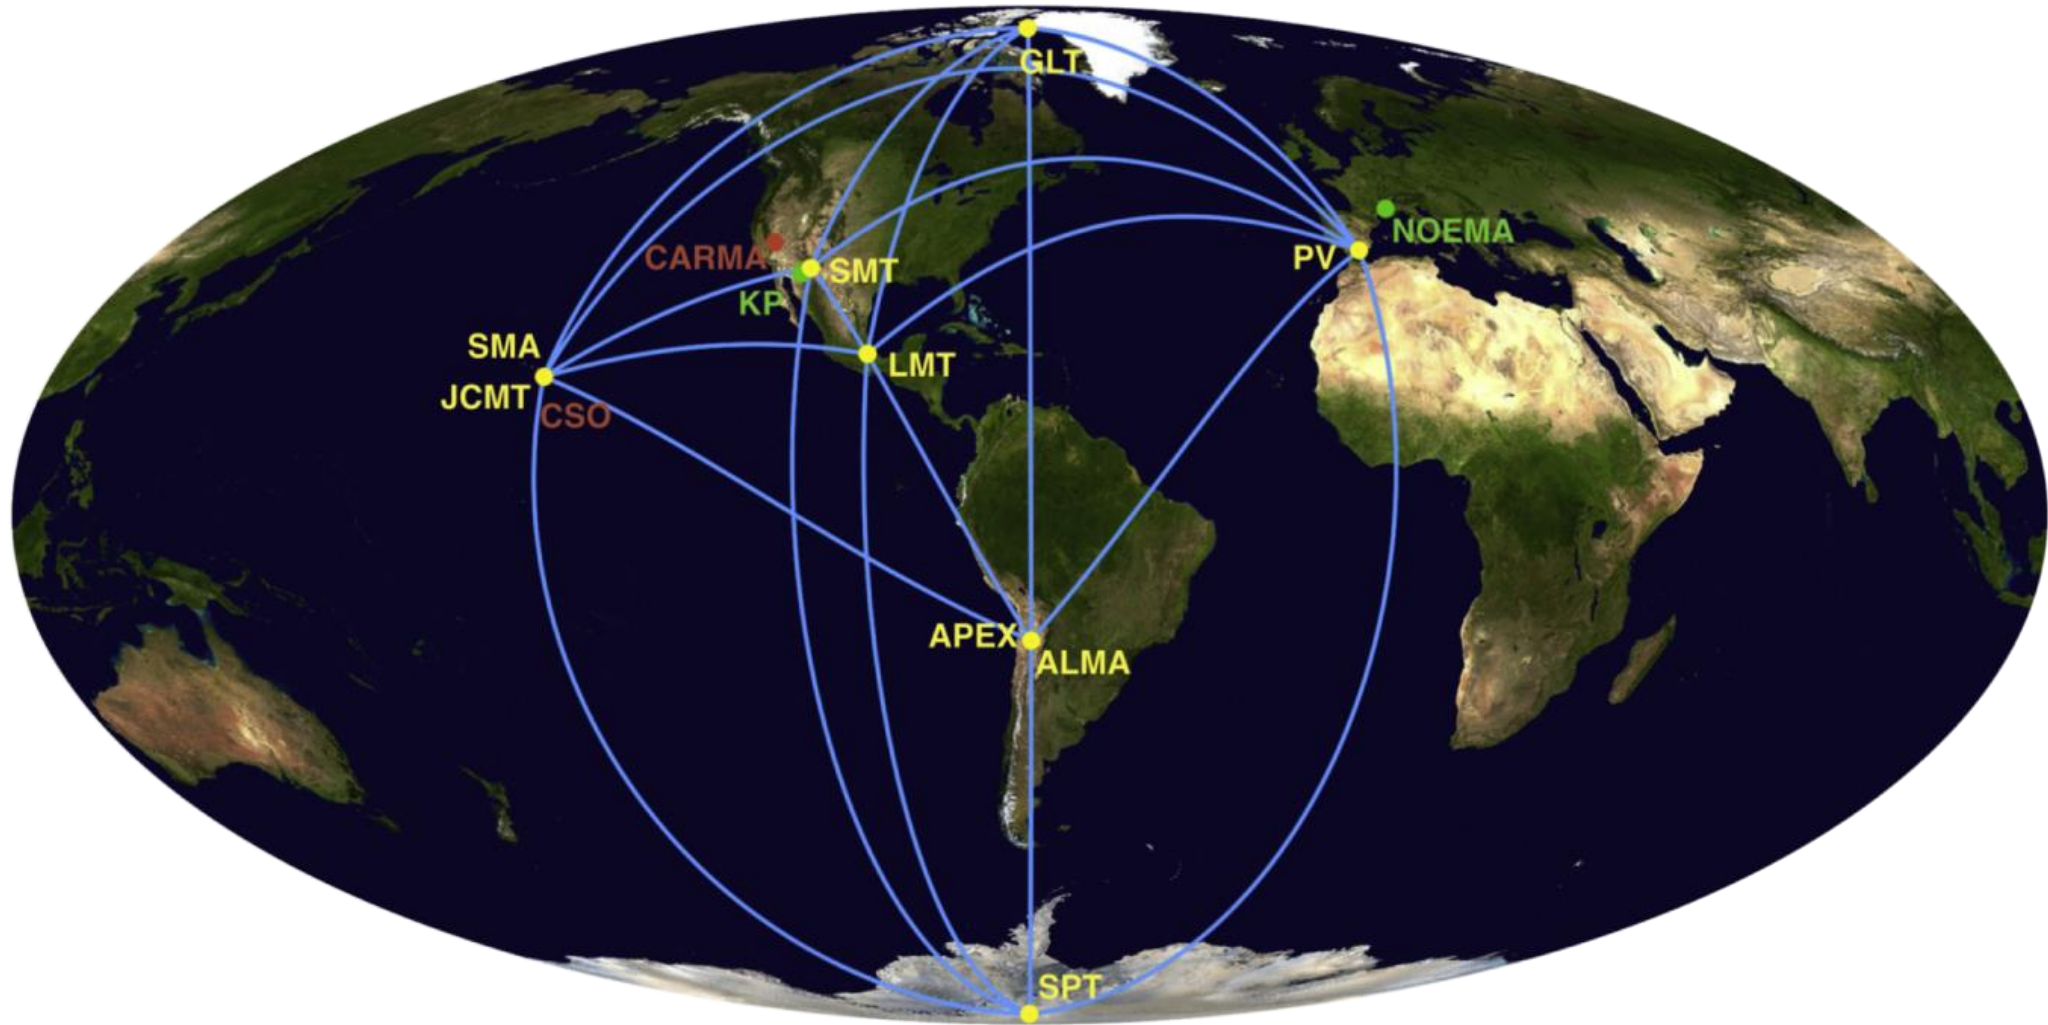 GLT
NOEMA
PV
CARMA
SMT
KP
SMA
LMT
JCMT
CSO
APEX
ALMA
SPT